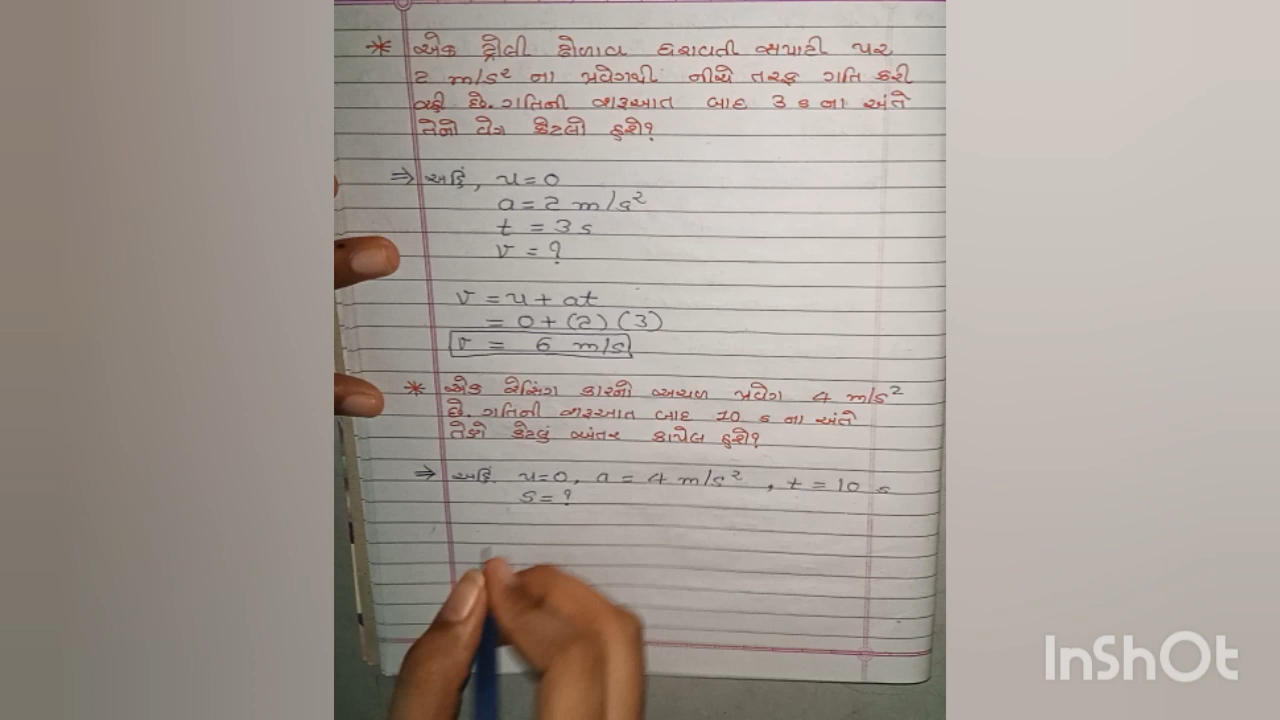 * એક ટ્રોલી ઢોળાવ ધરાવતી સપાટી પર
2 m/s² ના પ્રવેગથી નીચે તરફ ગતિ કરી
રહી છે. ગતિની શરૂઆત બાદ 3 s ના અંતે
તેનો વેગ કેટલો હશે?
⇒ અહિં, u = 0
a = 2 m/s²
t = 3 s
v = ?
v = u + at
= 0 + (2) (3)
v = 6 m/s
* એક રેસિંગ કારનો અચળ પ્રવેગ 4 m/s²
છે. ગતિની શરૂઆત બાદ 10 s ના અંતે
તેણે કેટલું અંતર કાપેલ હશે?
⇒ અહિં u=0, a = 4 m/s², t = 10 s
s = ?
InShOt